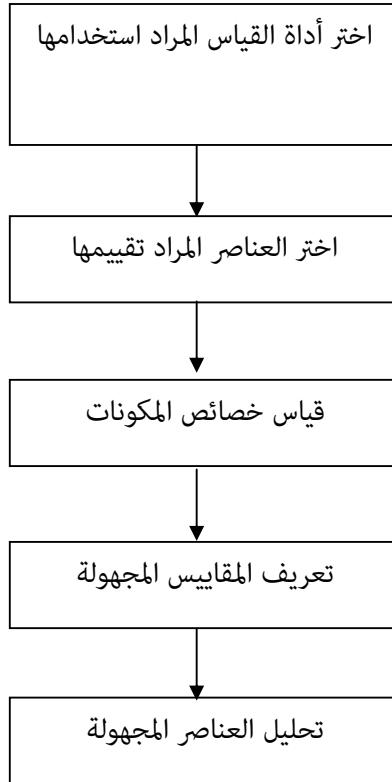 اختر أداة القياس المراد استخدامها
اختر العناصر المراد تقييمها
قياس خصائص المكونات
تعريف المقاييس المجهولة
تحليل العناصر المجهولة